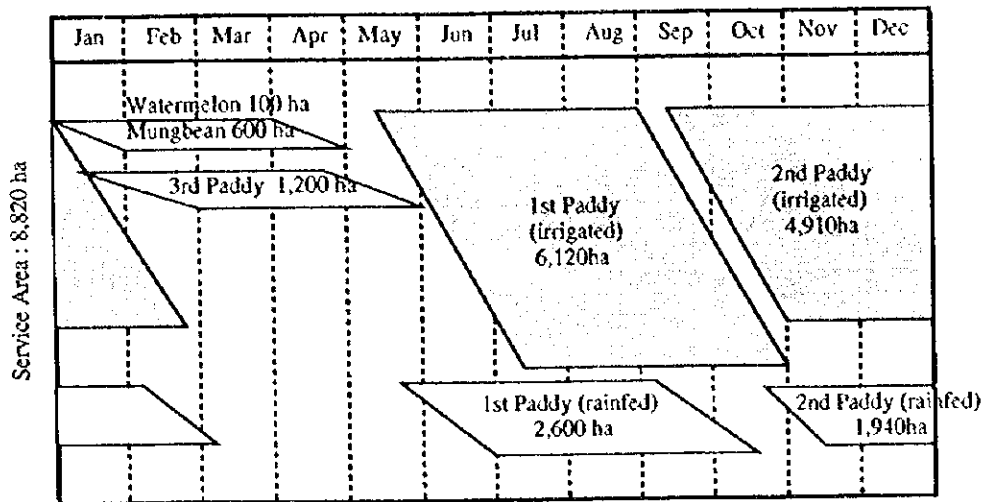 Jan Feb Mar Apr May Jun Jul Aug Sep Oct Nov Dec
Service Area : 8.820 ha
Watermelon 100 ha
Mungbean 600 ha
3rd Paddy 1,200 ha
1st Paddy
(irrigated)
6,120ha
2nd Paddy
(irrigated)
4,910ha
1st Paddy (rainfed)
2,600 ha
2nd Paddy (rainfed)
1,940ha